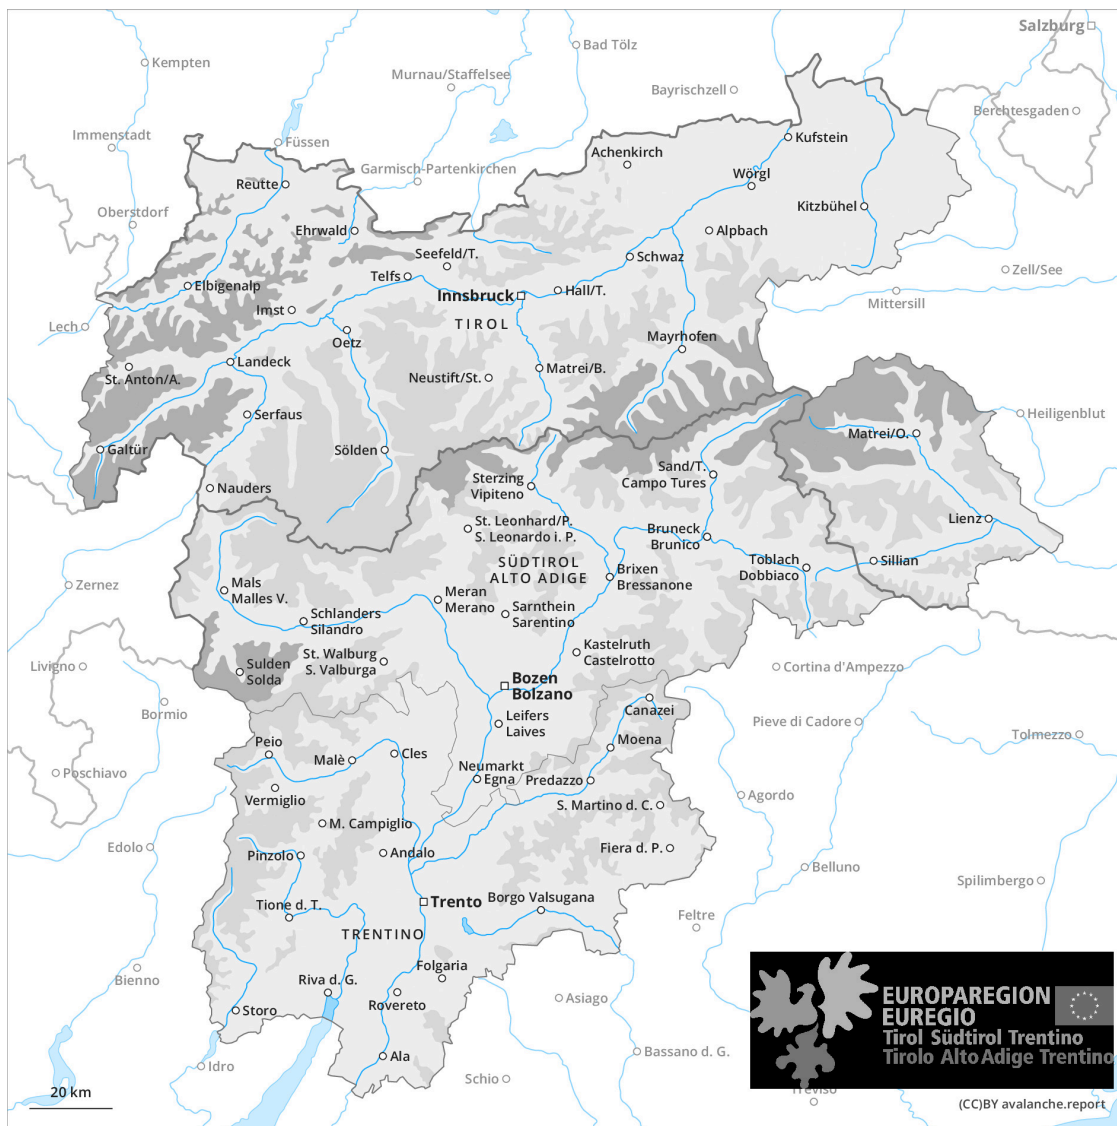 Salzburg
Bad Tölz
Kempten
Murnau/Staffelsee
Bayrischzell
Berchtesgaden
Immenstadt
Füssen
Kufstein
Achenkirch
Garmisch-Partenkirchen
Wörgl
Reutte
Oberstdorf
Kitzbühel
Ehrwald
Alpbach
Seefeld/T.
Schwaz
Zell/See
Telfs
Elbigenalp
Innsbruck
Hall/T.
Mittersill
Imst
Lech
TIROL
Oetz
Mayrhofen
Landeck
Matrei/B.
St. Anton/A.
Neustift/St.
Serfaus
Heiligenblut
Matrei/O.
Galtür
Sölden
Sand/T.
Campo Tures
Sterzing
Vipiteno
Nauders
Lienz
St. Leonhard/P.
S. Leonardo i. P.
Bruneck
Brunico
SÜDTIROL
ALTO ADIGE
Toblach
Dobbiaco
Sillian
Brixen
Bressanone
Zernez
Mals
Malles V.
Meran
Merano
Schlanders
Silandro
Sarnthein
Sarentino
Kastelruth
Castelrotto
St. Walburg
S. Valburga
Livigno
Sulden
Solda
Cortina d'Ampezzo
Bozen
Bolzano
Bormio
Canazei
Leifers
Laives
Pieve di Cadore
Tolmezzo
Moena
Peio
Cles
Malè
Neumarkt
Egna
Predazzo
Poschiavo
Vermiglio
Agordo
S. Martino d. C.
M. Campiglio
Edolo
Fiera d. P.
Pinzolo
Andalo
Belluno
Spilimbergo
Borgo Valsugana
Trento
Tione d. T.
Feltre
TRENTINO
Folgaria
Bienno
Riva d. G.
Rovereto
Asiago
Storo
EUROPAREGION
EUREGIO
Tirol Südtirol Trentino
Tirolo Alto Adige Trentino
Ala
Bassano d. G.
Idro
Schio
Treviso
20 km
(CC)BY avalanche.report